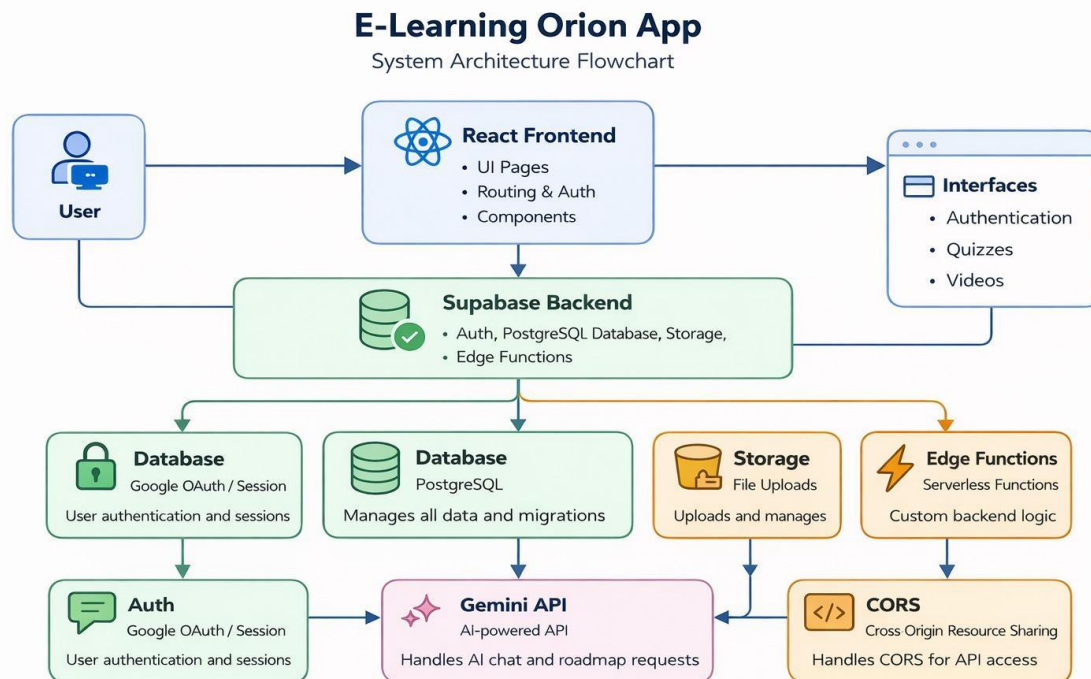 E-Learning Orion App
System Architecture Flowchart
User
React Frontend
• UI Pages
• Routing & Auth
• Components
Interfaces
• Authentication
• Quizzes
• Videos
Supabase Backend
• Auth, PostgreSQL Database, Storage,
• Edge Functions
Database
Google OAuth / Session
User authentication and sessions
Database
PostgreSQL
Manages all data and migrations
Storage
File Uploads
Uploads and manages
Edge Functions
Serverless Functions
Custom backend logic
Auth
Google OAuth / Session
User authentication and sessions
Gemini API
AI-powered API
Handles AI chat and roadmap requests
</> CORS
Cross Origin Resource Sharing
Handles CORS for API access